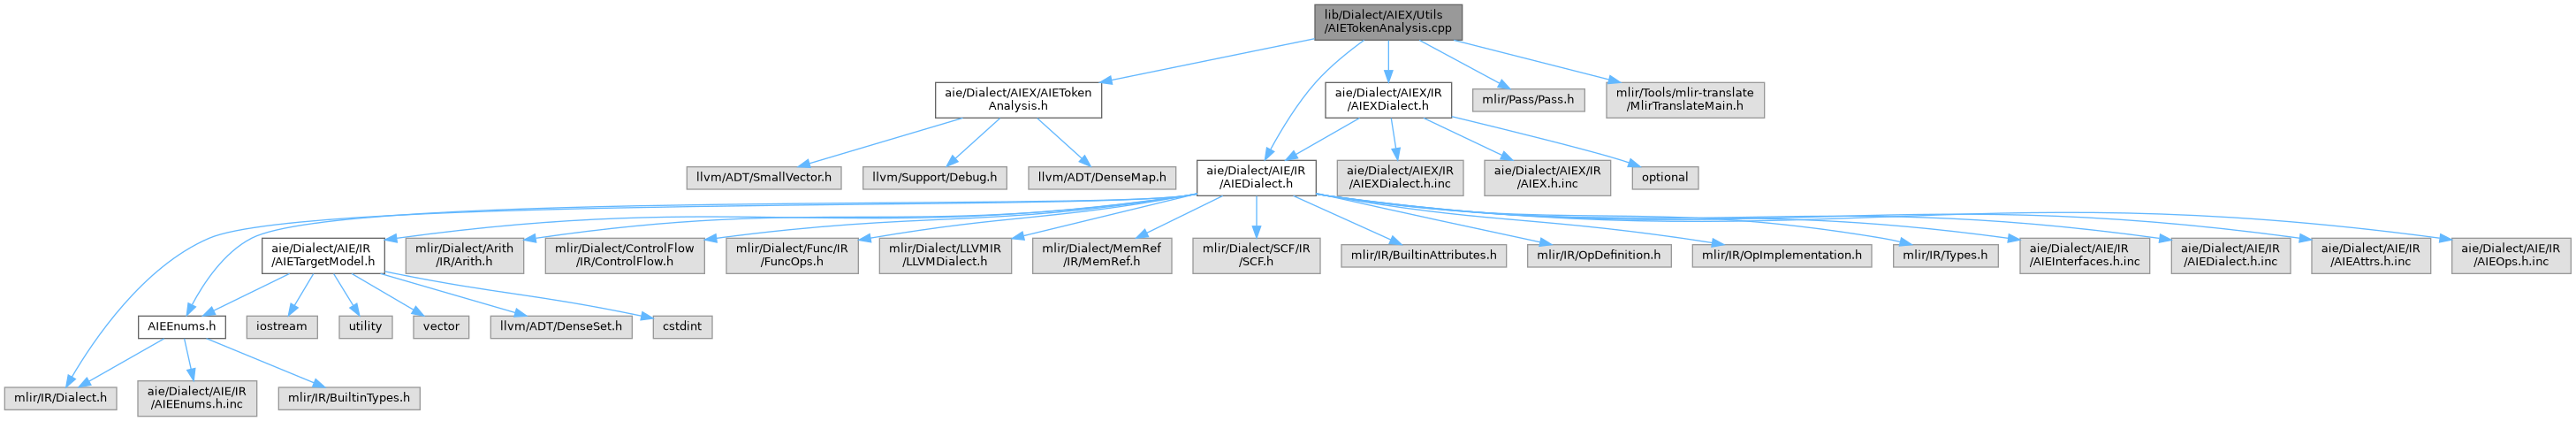 lib/Dialect/AIEX/Utils
/AIETokenAnalysis.cpp
aie/Dialect/AIEX/AIEToken
Analysis.h
aie/Dialect/AIEX/IR
/AIEXDialect.h
mlir/Pass/Pass.h
mlir/Tools/mlir-translate
/MlirTranslateMain.h
llvm/ADT/SmallVector.h
llvm/Support/Debug.h
llvm/ADT/DenseMap.h
aie/Dialect/AIE/IR
/AIEDialect.h
aie/Dialect/AIEX/IR
/AIEXDialect.h.inc
aie/Dialect/AIEX/IR
/AIEX.h.inc
optional
aie/Dialect/AIE/IR
/AIETargetModel.h
mlir/Dialect/Arith
/IR/Arith.h
mlir/Dialect/ControlFlow
/IR/ControlFlow.h
mlir/Dialect/Func/IR
/FuncOps.h
mlir/Dialect/LLVMIR
/LLVMDialect.h
mlir/Dialect/MemRef
/IR/MemRef.h
mlir/Dialect/SCF/IR
/SCF.h
mlir/IR/BuiltinAttributes.h
mlir/IR/OpDefinition.h
mlir/IR/OpImplementation.h
mlir/IR/Types.h
aie/Dialect/AIE/IR
/AIEInterfaces.h.inc
aie/Dialect/AIE/IR
/AIEDialect.h.inc
aie/Dialect/AIE/IR
/AIEAttrs.h.inc
aie/Dialect/AIE/IR
/AIEOps.h.inc
AIEEnums.h
iostream
utility
vector
llvm/ADT/DenseSet.h
cstdint
mlir/IR/Dialect.h
aie/Dialect/AIE/IR
/AIEEnums.h.inc
mlir/IR/BuiltinTypes.h